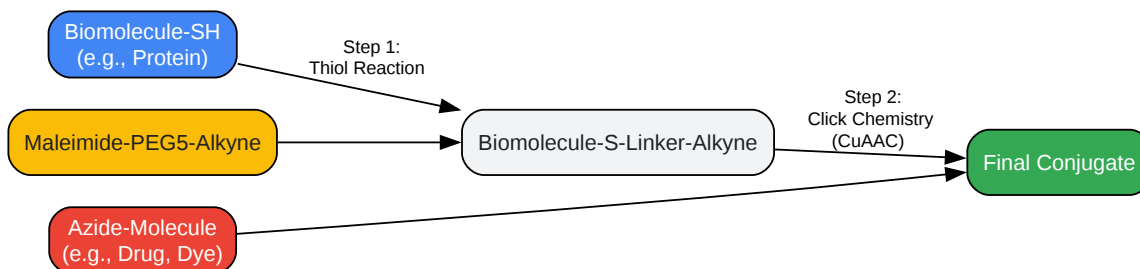 Biomolecule-SH
(e.g., Protein)
Step 1:
Thiol Reaction
Maleimide-PEG5-Alkyne
Biomolecule-S-Linker-Alkyne
Step 2:
Click Chemistry
(CuAAC)
Final Conjugate
Azide-Molecule
(e.g., Drug, Dye)